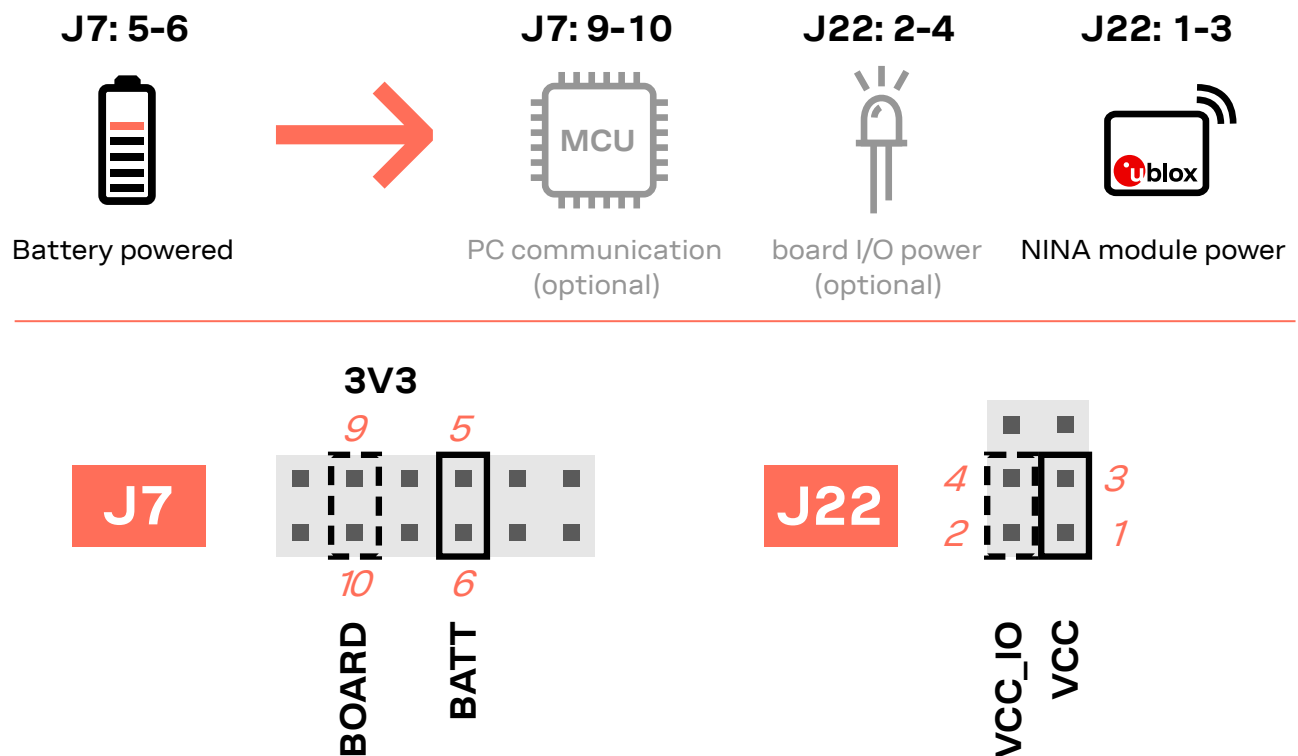 J7: 5-6
J7: 9-10
J22: 2-4
J22: 1-3
MCU
ublox
Battery powered
PC communication
(optional)
board I/O power
(optional)
NINA module power
3V3
9
5
J7
10
6
BOARD
BATT
J22
4
3
2
1
VCC_IO
VCC